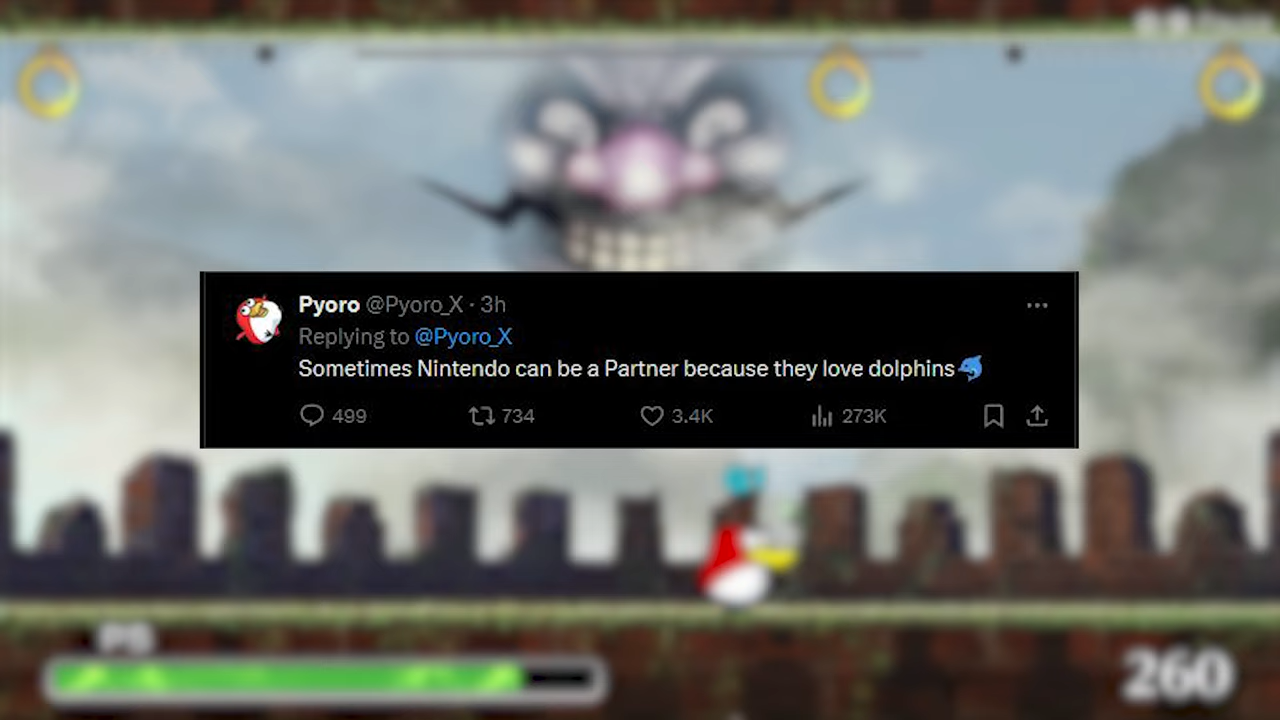 Pyoro @Pyoro_X · 3h
Replying to @Pyoro_X
Sometimes Nintendo can be a Partner because they love dolphins🐬
499 734 3.4K 273K
260